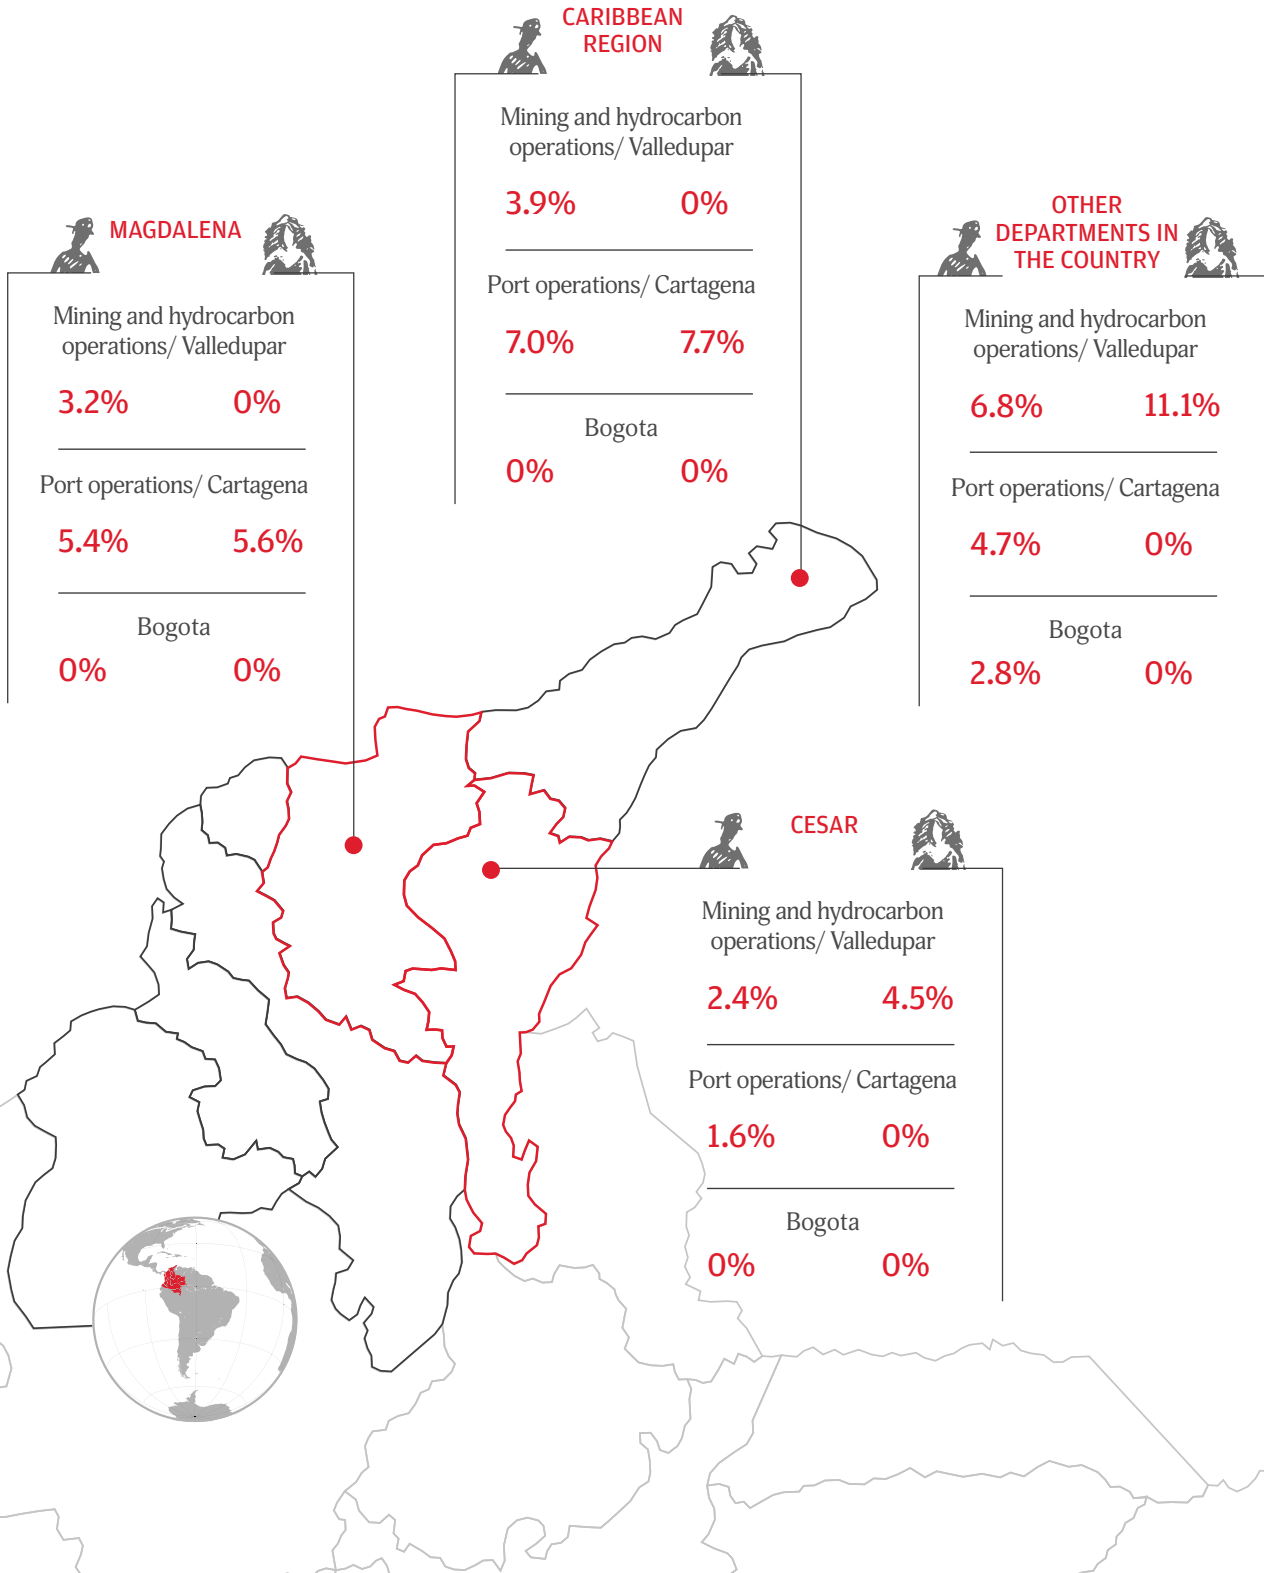 CARIBBEAN
REGION
Mining and hydrocarbon
operations/ Valledupar
3.9% 0%
Port operations/ Cartagena
7.0% 7.7%
Bogota
0% 0%
MAGDALENA
Mining and hydrocarbon
operations/ Valledupar
3.2% 0%
Port operations/ Cartagena
5.4% 5.6%
Bogota
0% 0%
OTHER
DEPARTMENTS IN
THE COUNTRY
Mining and hydrocarbon
operations/ Valledupar
6.8% 11.1%
Port operations/ Cartagena
4.7% 0%
Bogota
2.8% 0%
CESAR
Mining and hydrocarbon
operations/ Valledupar
2.4% 4.5%
Port operations/ Cartagena
1.6% 0%
Bogota
0% 0%